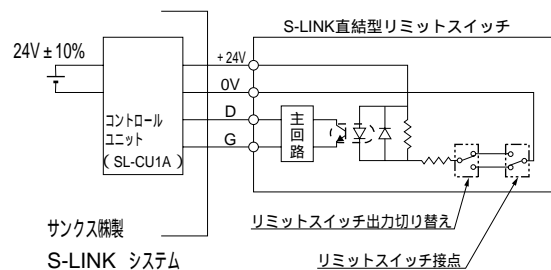 S-LINK直結型リミットスイッチ
24V±10%
+24V
0V
D
G
コントロール
ユニット
（SL-CU1A）
主
回
路
リミットスイッチ出力切り替え
サンクス㈱製
S-LINK システム
リミットスイッチ接点